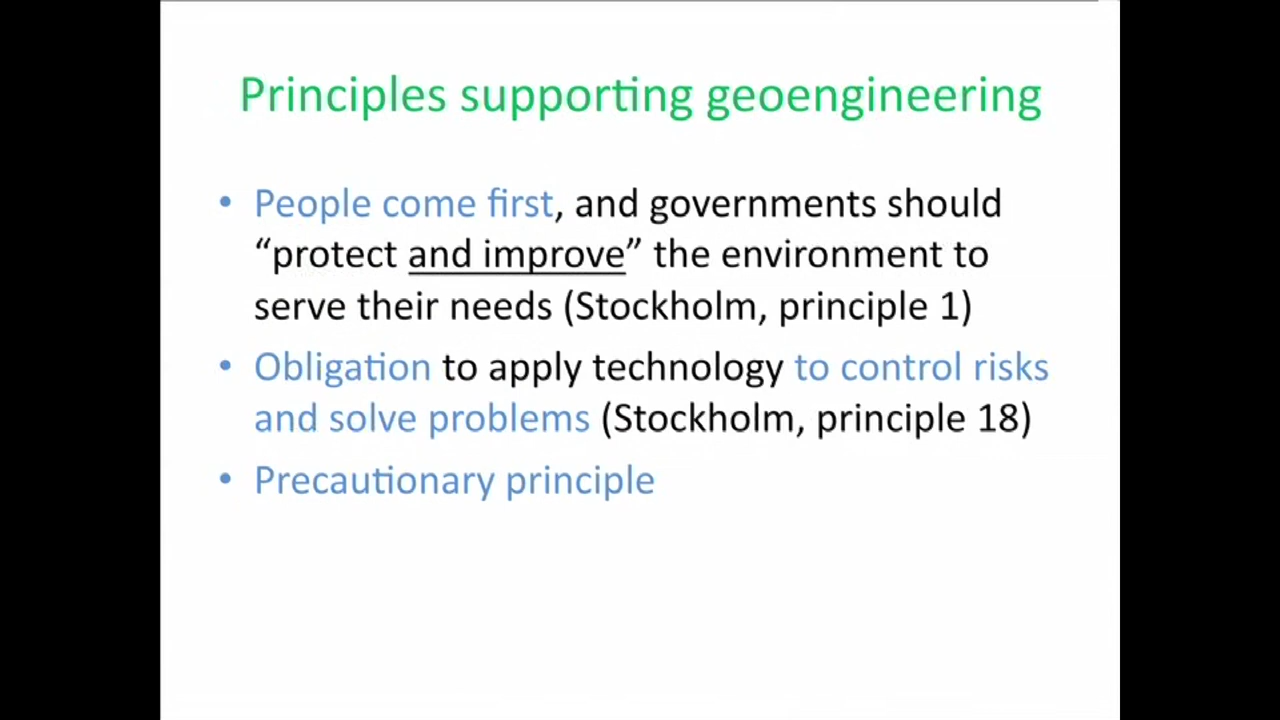 Principles supporting geoengineering
• People come first, and governments should
“protect and improve” the environment to
serve their needs (Stockholm, principle 1)
• Obligation to apply technology to control risks
and solve problems (Stockholm, principle 18)
• Precautionary principle